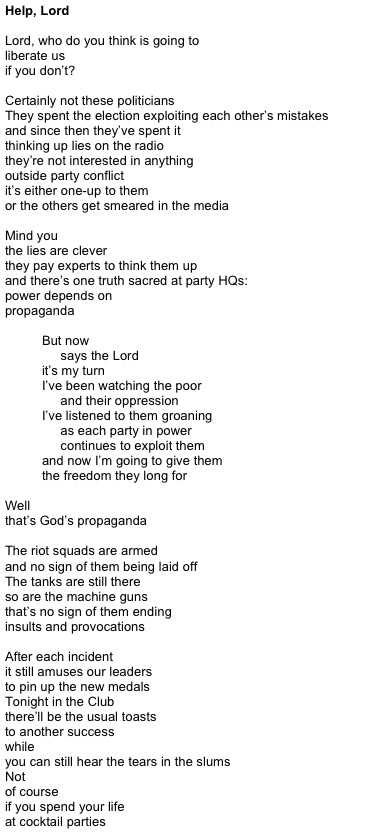 Help, Lord
Lord, who do you think is going to
liberate us
if you don't?
Certainly not these politicians
They spent the election exploiting each other's mistakes
and since then they've spent it
thinking up lies on the radio
they're not interested in anything
outside party conflict
it's either one-up to them
or the others get smeared in the media
Mind you
the lies are clever
they pay experts to think them up
and there's one truth sacred at party HQs:
power depends on
propaganda
But now
says the Lord
it's my turn
I've been watching the poor
and their oppression
I've listened to them groaning
as each party in power
continues to exploit them
and now I'm going to give them
the freedom they long for
Well
that's God's propaganda
The riot squads are armed
and no sign of them being laid off
The tanks are still there
so are the machine guns
that's no sign of them ending
insults and provocations
After each incident
it still amuses our leaders
to pin up the new medals
Tonight in the Club
there'll be the usual toasts
to another success
while
you can still hear the tears in the slums
Not
of course
if you spend your life
at cocktail parties